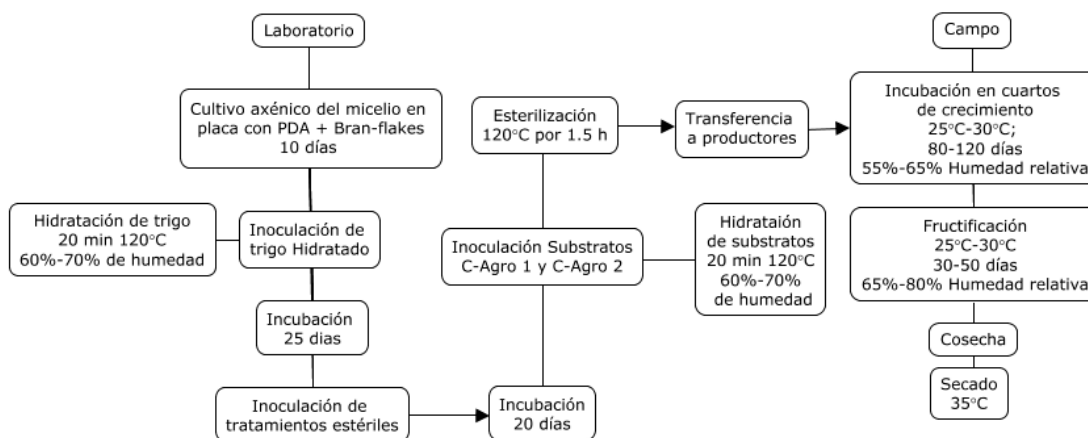 Laboratorio
Cultivo axénico del micelio en
placa con PDA + Bran-flakes
10 días
Hidratación de trigo
20 min 120°C
60%-70% de humedad
Inoculación de
trigo Hidratado
Incubación
25 dias
Inoculación de
tratamientos estériles
Incubación
20 días
Inoculación Substratos
C-Agro 1 y C-Agro 2
Hidrataión
de substratos
20 min 120°C
60%-70%
de humedad
Esterilización
120°C por 1.5 h
Transferencia
a productores
Campo
Incubación en cuartos
de crecimiento
25°C-30°C;
80-120 días
55%-65% Humedad relativa
Fructificación
25°C-30°C
30-50 días
65%-80% Humedad relativa
Cosecha
Secado
35°C